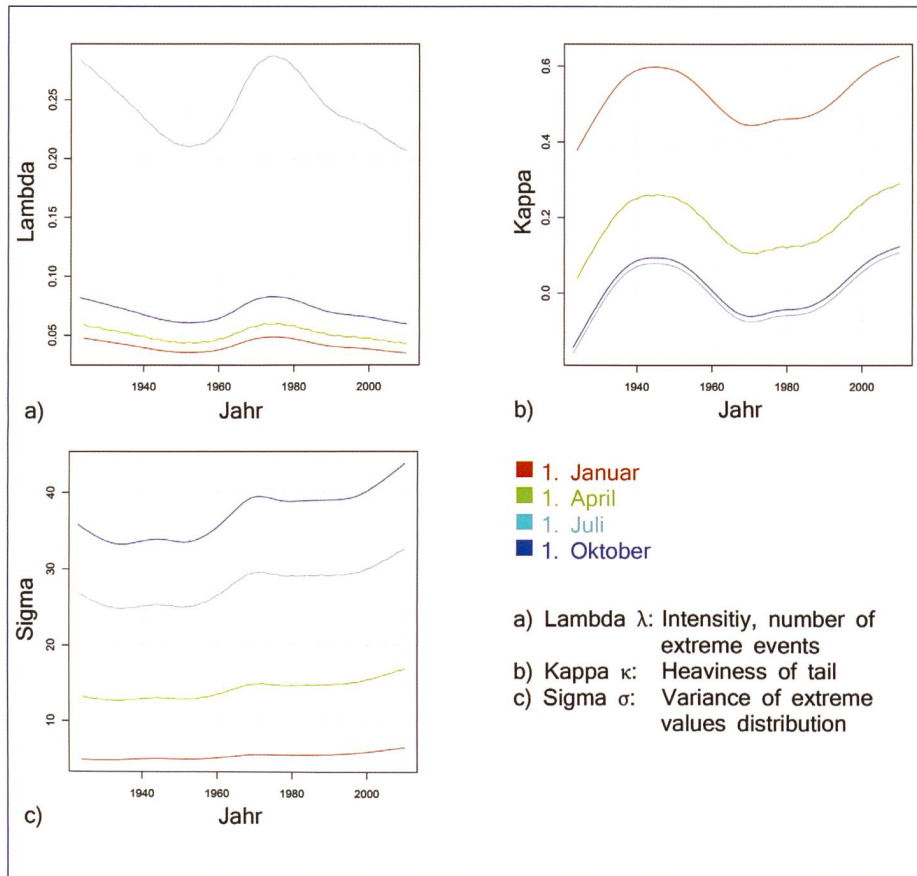 0.25
0.20
0.15
0.10
0.05
Lambda
1940 1960 1980 2000
a) Jahr
0.6
0.4
0.2
0.0
Kappa
1940 1960 1980 2000
b) Jahr
40
30
20
10
Sigma
1940 1960 1980 2000
c) Jahr
1. Januar
1. April
1. Juli
1. Oktober
a) Lambda λ: Intensitiy, number of
extreme events
b) Kappa κ: Heaviness of tail
c) Sigma σ: Variance of extreme
values distribution